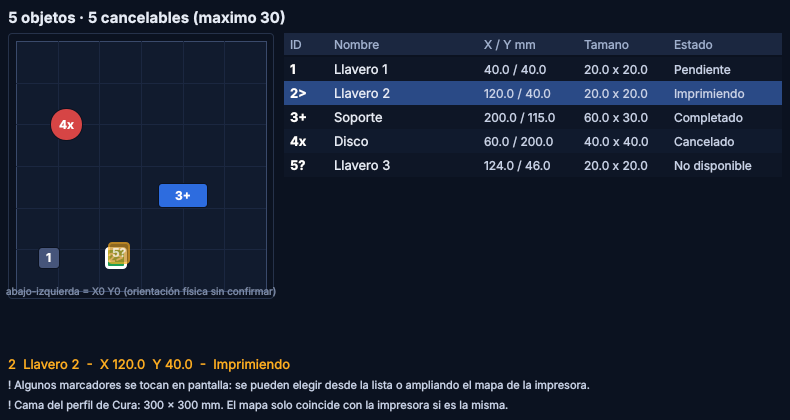 5 objetos · 5 cancelables (maximo 30)
ID Nombre X / Y mm Tamano Estado
1 Llavero 1 40.0 / 40.0 20.0 x 20.0 Pendiente
2> Llavero 2 120.0 / 40.0 20.0 x 20.0 Imprimiendo
3+ Soporte 200.0 / 115.0 60.0 x 30.0 Completado
4x Disco 60.0 / 200.0 40.0 x 40.0 Cancelado
5? Llavero 3 124.0 / 46.0 20.0 x 20.0 No disponible
4x
3+
1
5?
abajo-izquierda = X0 Y0 (orientación física sin confirmar)
2 Llavero 2 - X 120.0 Y 40.0 - Imprimiendo
! Algunos marcadores se tocan en pantalla: se pueden elegir desde la lista o ampliando el mapa de la impresora.
! Cama del perfil de Cura: 300 × 300 mm. El mapa solo coincide con la impresora si es la misma.